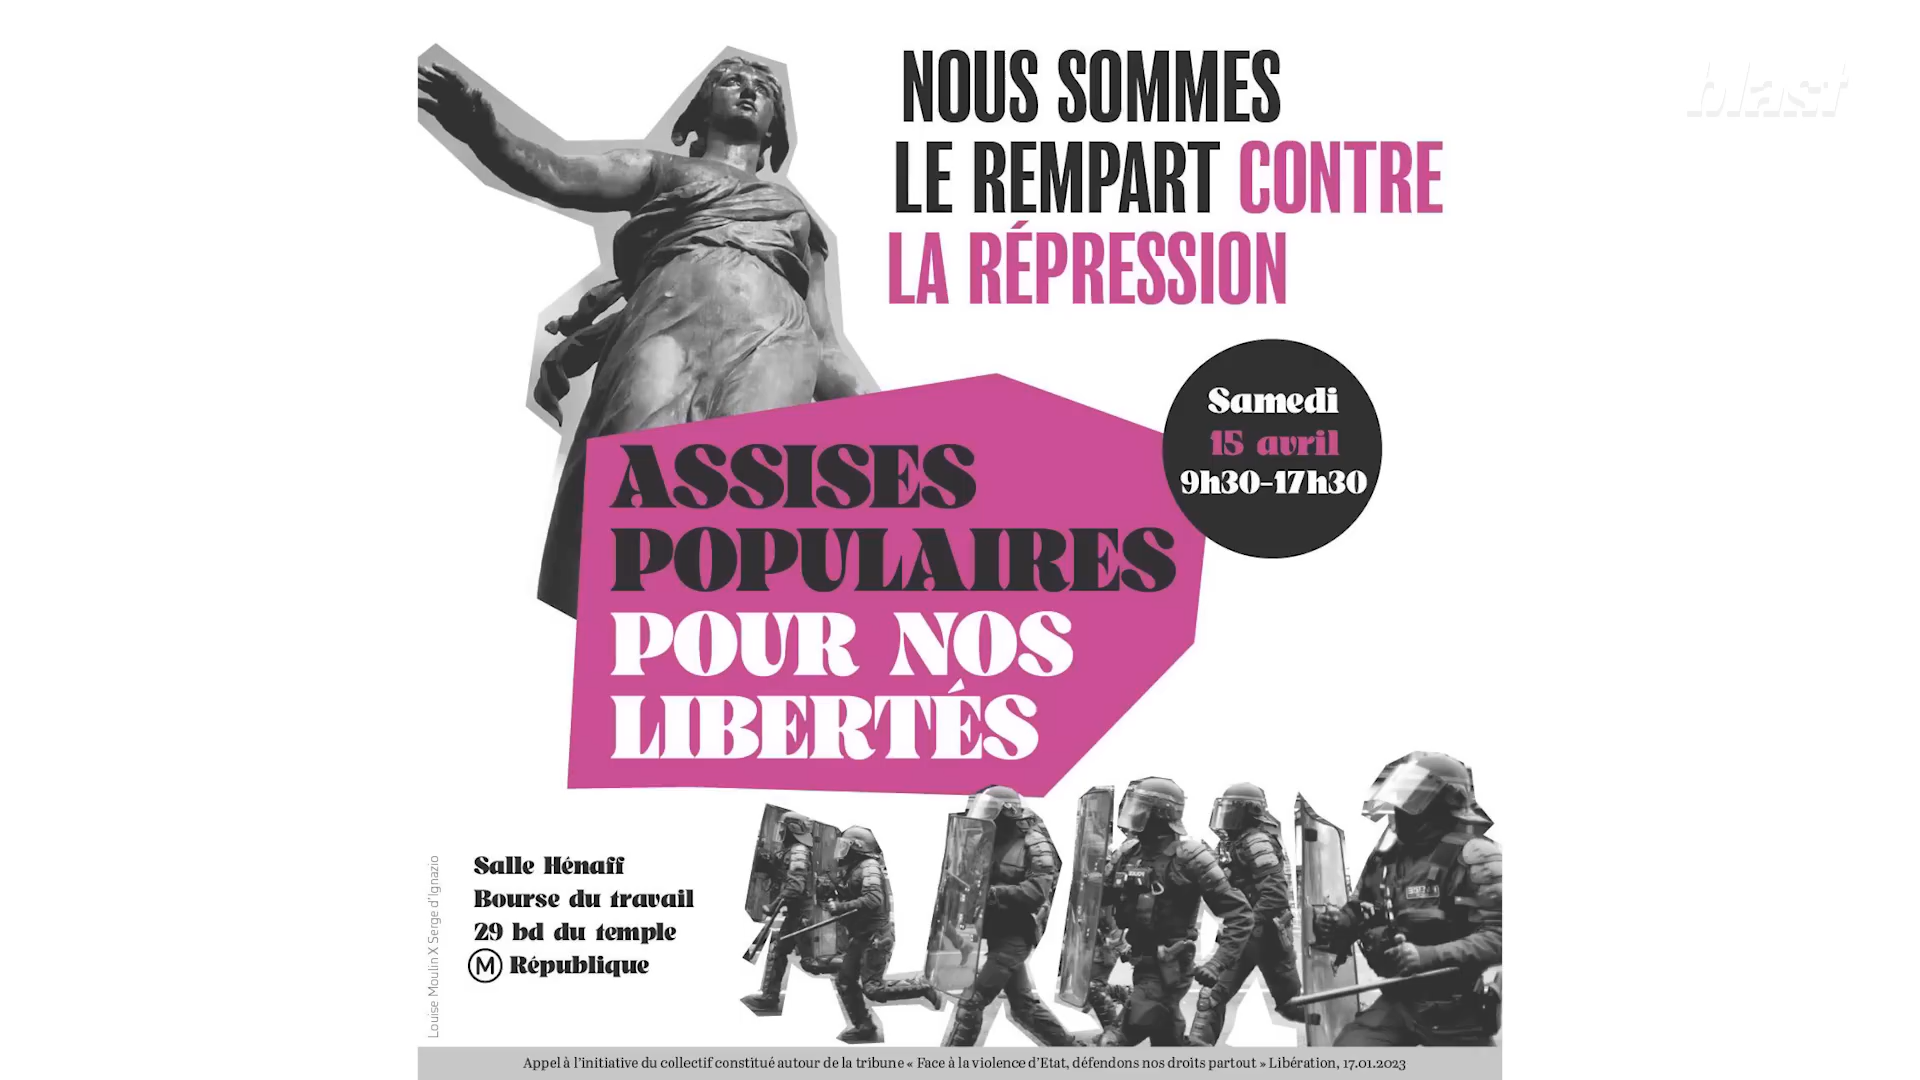 blast
NOUS SOMMES
LE REMPART CONTRE
LA RÉPRESSION
Samedi
15 avril
9h30-17h30
ASSISES
POPULAIRES
POUR NOS
LIBERTÉS
Salle Hénaff
Bourse du travail
29 bd du temple
M République
Louise Moulin X Serge d'Ignazio
Appel à l'initiative du collectif constitué autour de la tribune « Face à la violence d'Etat, défendons nos droits partout » Libération, 17.01.2023